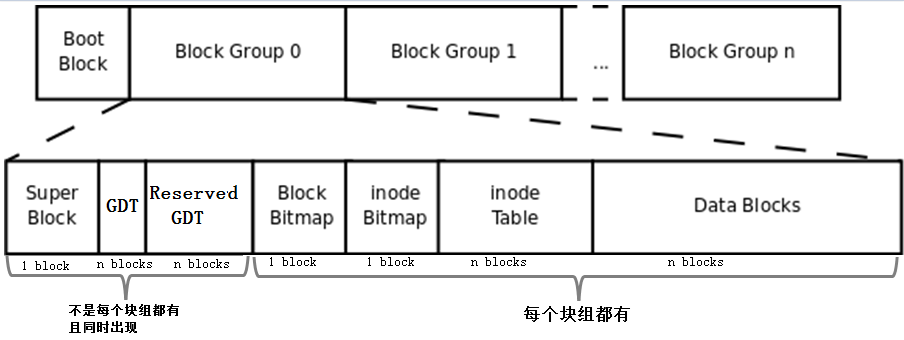 Boot
Block
Block Group 0
Block Group 1
...
Block Group n
Super
Block
GDT
Reserved
GDT
Block
Bitmap
inode
Bitmap
inode
Table
Data Blocks
1 block
n blocks
n blocks
1 block
1 block
n blocks
n blocks
不是每个块组都有
且同时出现
每个块组都有